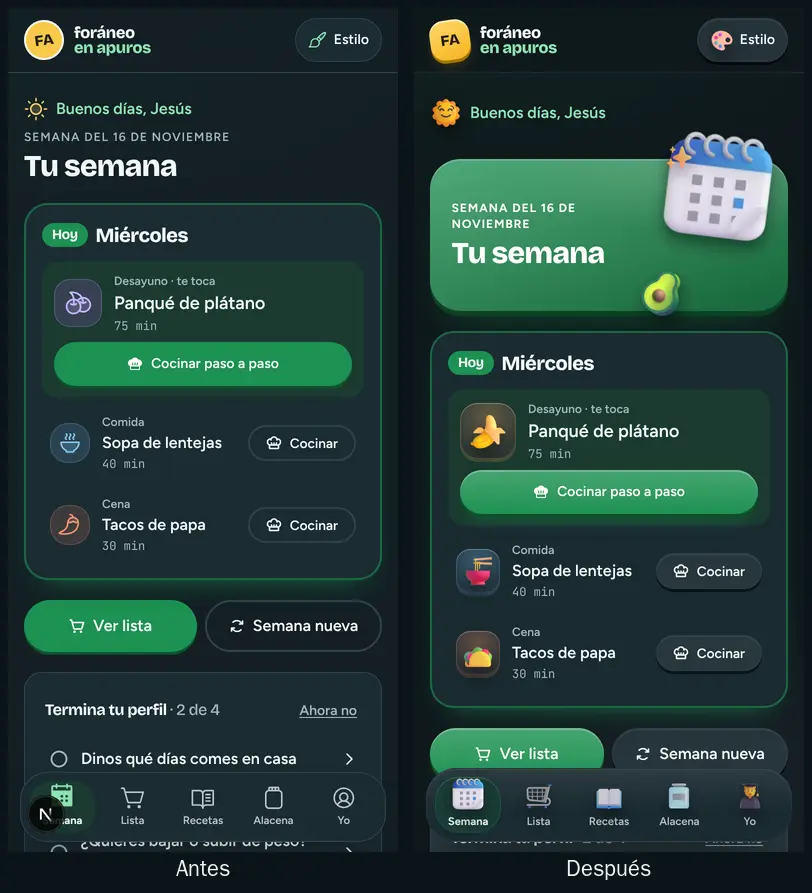 FA
foráneo
en apuros
Estilo
Buenos días, Jesús
SEMANA DEL 16 DE NOVIEMBRE
Tu semana
Hoy Miércoles
Desayuno · te toca
Panqué de plátano
75 min
Cocinar paso a paso
Comida
Sopa de lentejas
40 min
Cocinar
Cena
Tacos de papa
30 min
Cocinar
Ver lista
Semana nueva
Termina tu perfil · 2 de 4
Ahora no
Dinos qué días comes en casa
N
mana
Lista
Recetas
Alacena
Yo
¿Quieres bajar o subir de peso?
Antes
FA
foráneo
en apuros
Estilo
Buenos días, Jesús
SEMANA DEL 16 DE
NOVIEMBRE
Tu semana
Hoy Miércoles
Desayuno · te toca
Panqué de plátano
75 min
Cocinar paso a paso
Comida
Sopa de lentejas
40 min
Cocinar
Cena
Tacos de papa
30 min
Cocinar
Ver lista
Semana nueva
Semana
Lista
Recetas
Alacena
Yo
Después